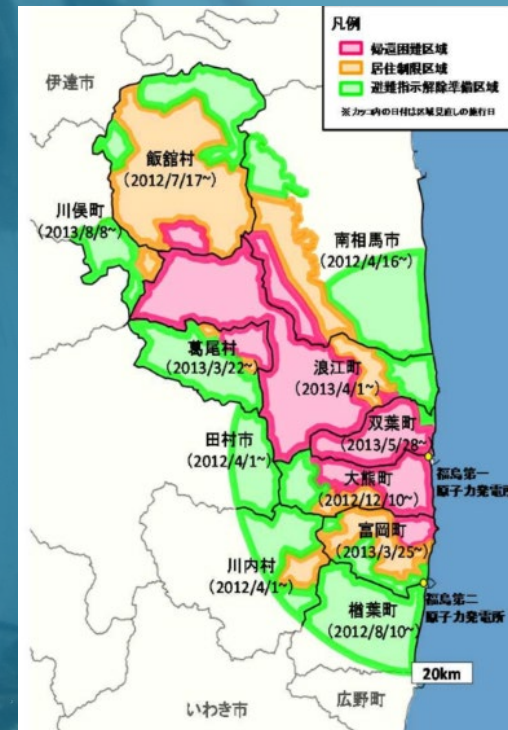 凡例
帰還困難区域
居住制限区域
避難指示解除準備区域
※カッコ内の日付は区域見直しの施行日
伊達市
飯舘村
(2012/7/17~)
川俣町
(2013/8/8~)
南相馬市
(2012/4/16~)
葛尾村
(2013/3/22~)
浪江町
(2013/4/1~)
双葉町
(2013/5/28~)
田村市
(2012/4/1~)
福島第一
原子力発電所
大熊町
(2012/12/10~)
富岡町
(2013/3/25~)
川内村
(2012/4/1~)
福島第二
原子力発電所
楢葉町
(2012/8/10~)
20km
広野町
いわき市